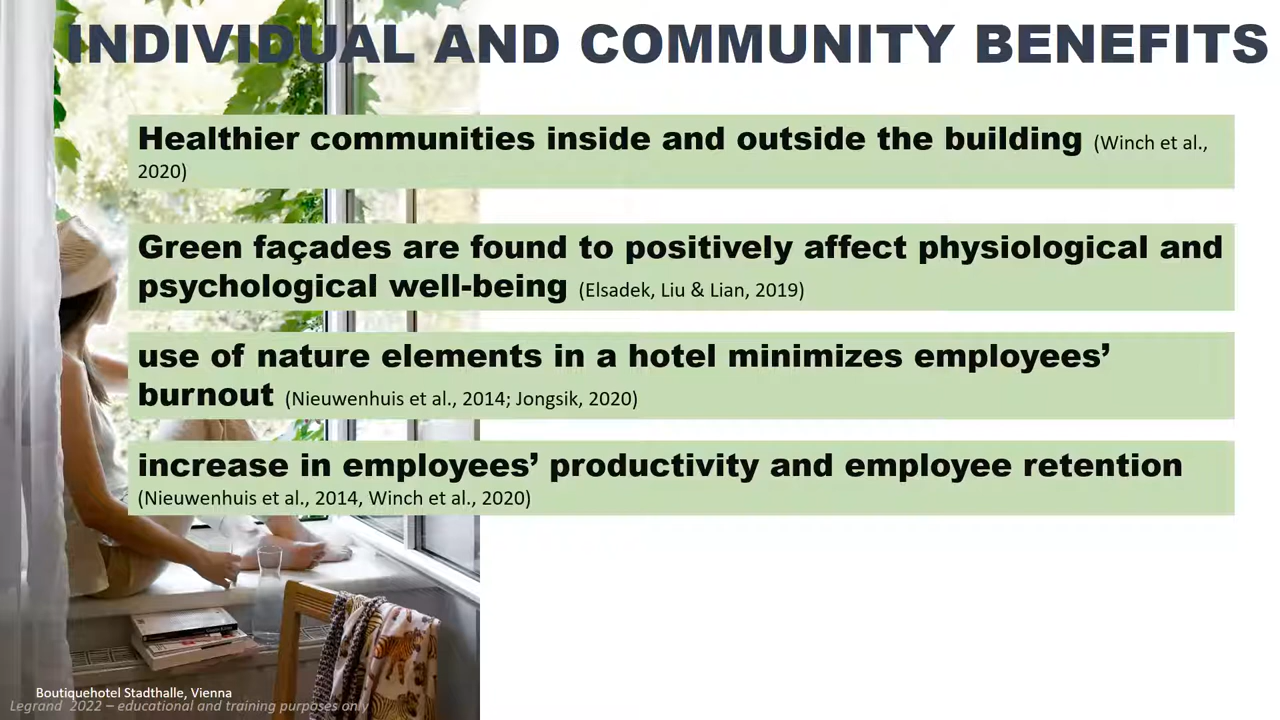 INDIVIDUAL AND COMMUNITY BENEFITS
Healthier communities inside and outside the building (Winch et al.,
2020)
Green façades are found to positively affect physiological and
psychological well-being (Elsadek, Liu & Lian, 2019)
use of nature elements in a hotel minimizes employees’
burnout (Nieuwenhuis et al., 2014; Jongsik, 2020)
increase in employees’ productivity and employee retention
(Nieuwenhuis et al., 2014, Winch et al., 2020)
Boutiquehotel Stadthalle, Vienna
Legrand 2022 – educational and training purposes only